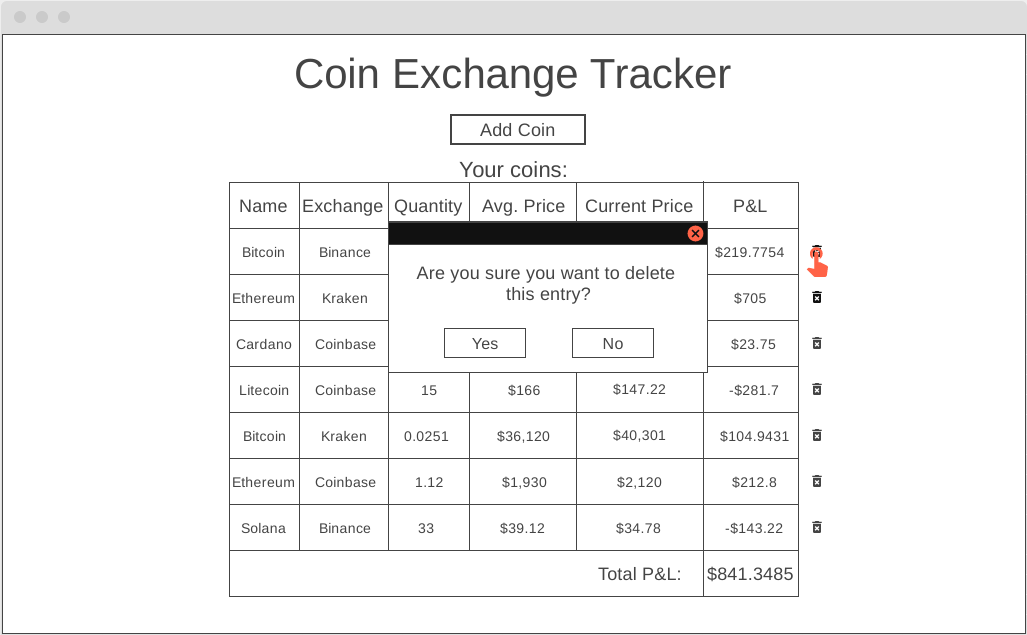 Coin Exchange Tracker
Add Coin
Your coins:
Name Exchange Quantity Avg. Price Current Price P&L
Bitcoin Binance $219.7754
Are you sure you want to delete
this entry?
Ethereum Kraken $705
Cardano Coinbase Yes No $23.75
Litecoin Coinbase 15 $166 $147.22 -$281.7
Bitcoin Kraken 0.0251 $36,120 $40,301 $104.9431
Ethereum Coinbase 1.12 $1,930 $2,120 $212.8
Solana Binance 33 $39.12 $34.78 -$143.22
Total P&L: $841.3485